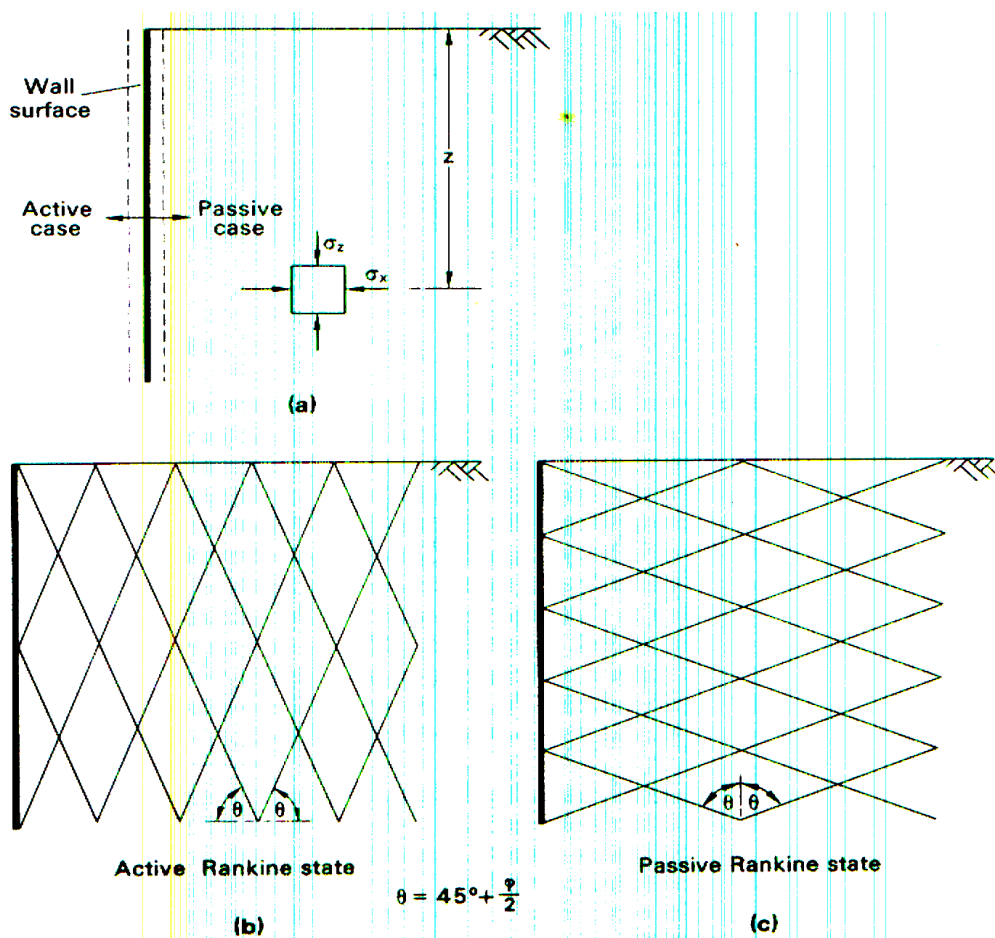 Wall
surface
z
Active
case
Passive
case
σz
σx
(a)
θ θ
θ θ
Active Rankine state
Passive Rankine state
θ = 45° + φ/2
(b)
(c)